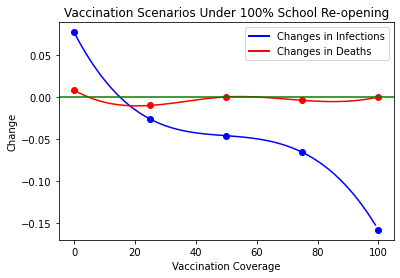 Vaccination Scenarios Under 100% School Re-opening
Changes in Infections
Changes in Deaths
Change
0.05
0.00
−0.05
−0.10
−0.15
0 20 40 60 80 100
Vaccination Coverage